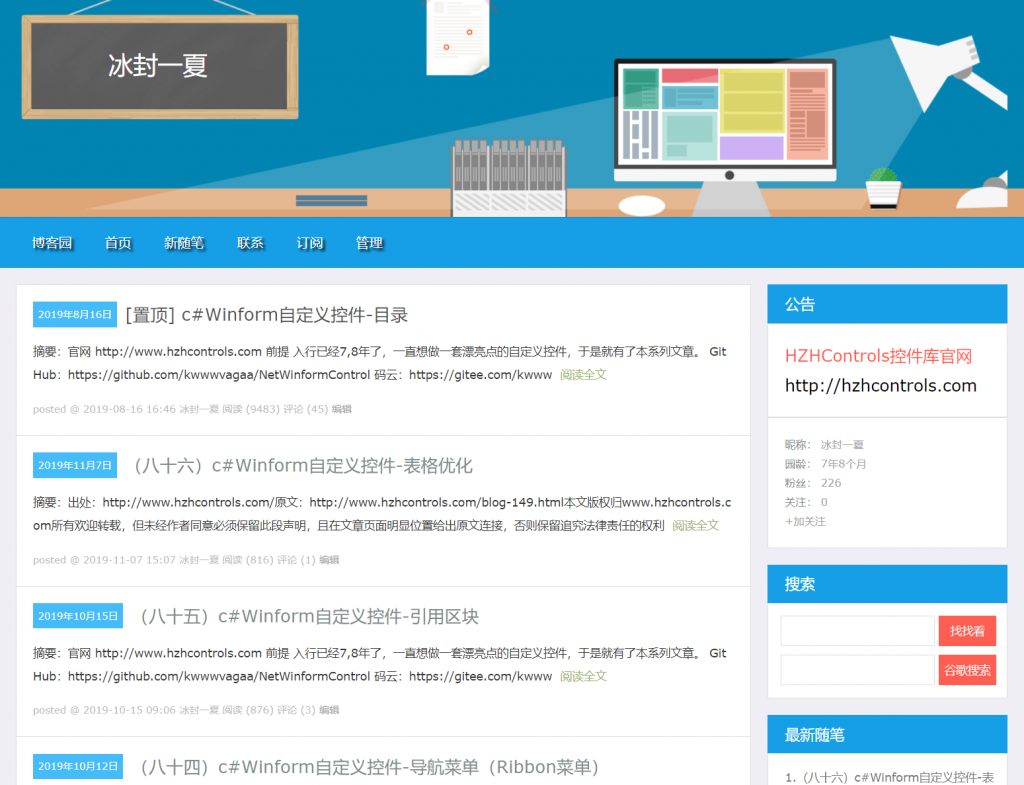 冰封一夏
博客园 首页 新随笔 联系 订阅 管理
2019年8月16日 [置顶] c#Winform自定义控件-目录
摘要：官网 http://www.hzhcontrols.com 前提 入行已经7,8年了，一直想做一套漂亮点的自定义控件，于是就有了本系列文章。 Git
Hub：https://github.com/kwwwvagaa/NetWinformControl 码云：https://gitee.com/kwww 阅读全文
posted @ 2019-08-16 16:46 冰封一夏 阅读 (9483) 评论 (45) 编辑
2019年11月7日 （八十六）c#Winform自定义控件-表格优化
摘要：出处：http://www.hzhcontrols.com/原文：http://www.hzhcontrols.com/blog-149.html本文版权归www.hzhcontrols.c
om所有欢迎转载，但未经作者同意必须保留此段声明，且在文章页面明显位置给出原文连接，否则保留追究法律责任的权利 阅读全文
posted @ 2019-11-07 15:07 冰封一夏 阅读 (816) 评论 (1) 编辑
2019年10月15日 （八十五）c#Winform自定义控件-引用区块
摘要：官网 http://www.hzhcontrols.com 前提 入行已经7,8年了，一直想做一套漂亮点的自定义控件，于是就有了本系列文章。 Git
Hub：https://github.com/kwwwvagaa/NetWinformControl 码云：https://gitee.com/kwww 阅读全文
posted @ 2019-10-15 09:06 冰封一夏 阅读 (876) 评论 (3) 编辑
2019年10月12日 （八十四）c#Winform自定义控件-导航菜单（Ribbon菜单）
公告
HZHControls控件库官网
http://hzhcontrols.com
昵称： 冰封一夏
园龄： 7年8个月
粉丝： 226
关注： 0
+加关注
搜索
找找看
谷歌搜索
最新随笔
1.（八十六）c#Winform自定义控件-表